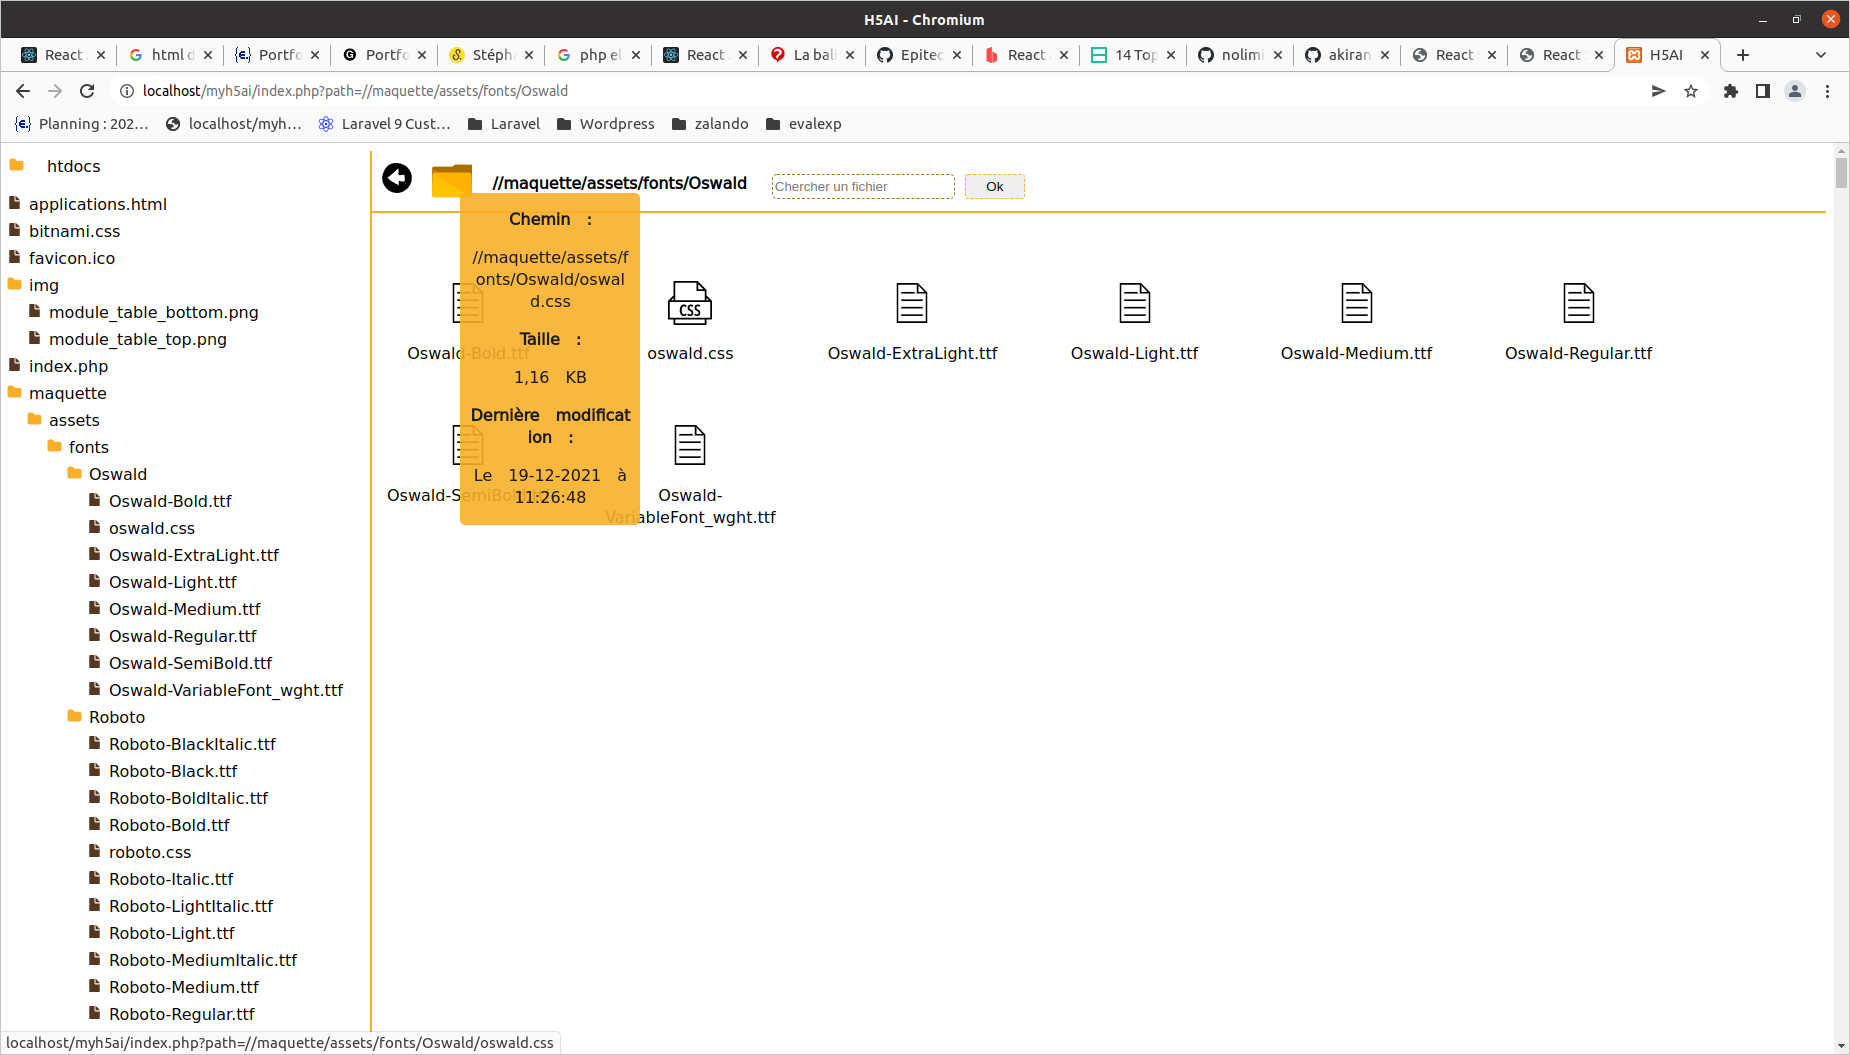 H5AI - Chromium
React
html d
Portfo
Portfo
Stéph
php el
React
La bali
Epitec
React
14 Top
nolimi
akiran
React
React
H5AI
localhost/myh5ai/index.php?path=//maquette/assets/fonts/Oswald
Planning : 202…
localhost/myh…
Laravel 9 Cust…
Laravel
Wordpress
zalando
evalexp
htdocs
applications.html
bitnami.css
favicon.ico
img
module_table_bottom.png
module_table_top.png
index.php
maquette
assets
fonts
Oswald
Oswald-Bold.ttf
oswald.css
Oswald-ExtraLight.ttf
Oswald-Light.ttf
Oswald-Medium.ttf
Oswald-Regular.ttf
Oswald-SemiBold.ttf
Oswald-VariableFont_wght.ttf
Roboto
Roboto-BlackItalic.ttf
Roboto-Black.ttf
Roboto-BoldItalic.ttf
Roboto-Bold.ttf
roboto.css
Roboto-Italic.ttf
Roboto-LightItalic.ttf
Roboto-Light.ttf
Roboto-MediumItalic.ttf
Roboto-Medium.ttf
Roboto-Regular.ttf
//maquette/assets/fonts/Oswald
Chercher un fichier
Ok
Chemin :
//maquette/assets/f
onts/Oswald/oswal
d.css
Taille :
1,16 KB
Dernière modificat
ion :
Le 19-12-2021 à
11:26:48
Oswald-Bold.ttf
CSS
oswald.css
Oswald-ExtraLight.ttf
Oswald-Light.ttf
Oswald-Medium.ttf
Oswald-Regular.ttf
Oswald-SemiBold.ttf
Oswald-
VariableFont_wght.ttf
localhost/myh5ai/index.php?path=//maquette/assets/fonts/Oswald/oswald.css